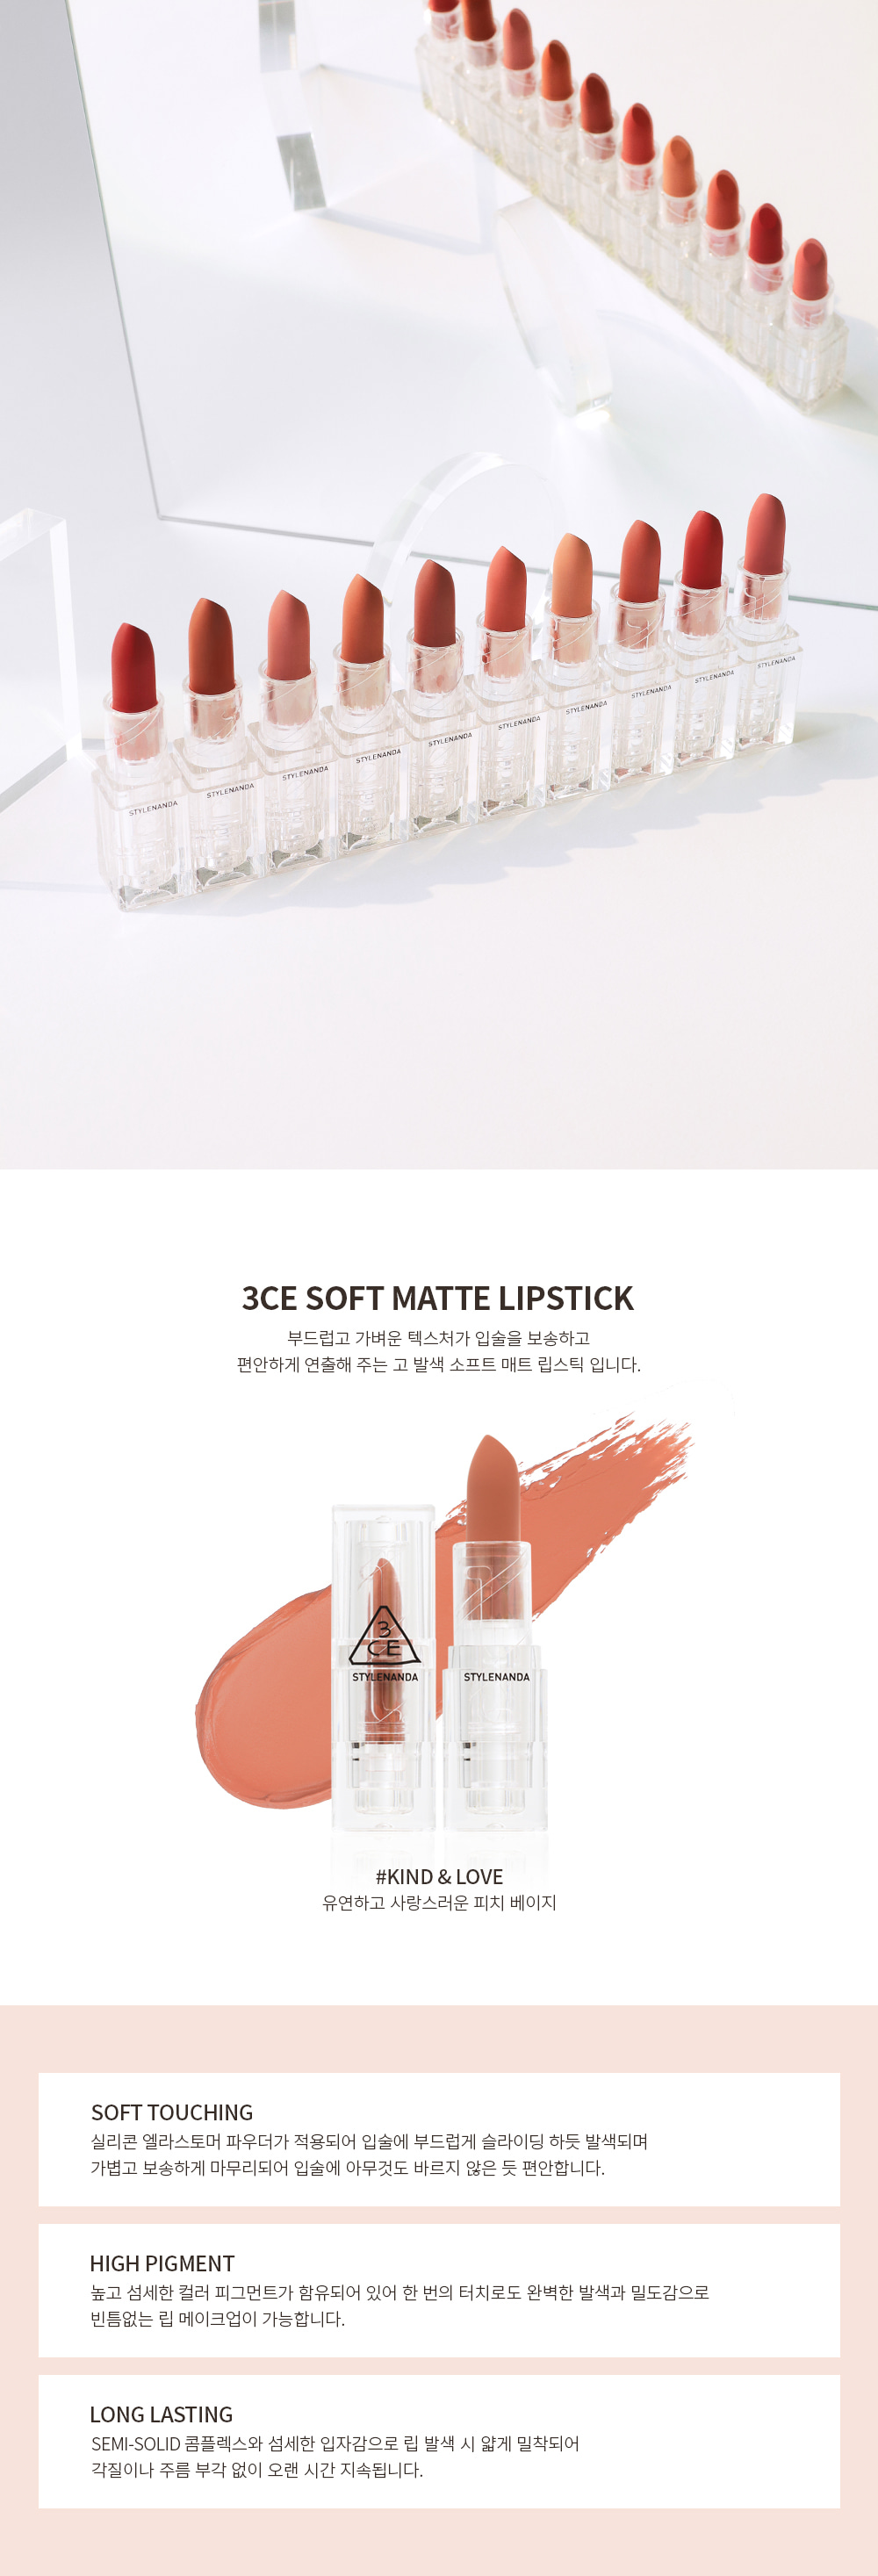 STYLENANDA
STYLENANDA
STYLENANDA
STYLENANDA
STYLENANDA
STYLENANDA
STYLENANDA
STYLENANDA
STYLENANDA
STYLENANDA
3CE SOFT MATTE LIPSTICK
부드럽고 가벼운 텍스처가 입술을 보송하고
편안하게 연출해 주는 고 발색 소프트 매트 립스틱 입니다.
3
CE
STYLENANDA
STYLENANDA
#KIND & LOVE
유연하고 사랑스러운 피치 베이지
SOFT TOUCHING
실리콘 엘라스토머 파우더가 적용되어 입술에 부드럽게 슬라이딩 하듯 발색되며
가볍고 보송하게 마무리되어 입술에 아무것도 바르지 않은 듯 편안합니다.
HIGH PIGMENT
높고 섬세한 컬러 피그먼트가 함유되어 있어 한 번의 터치로도 완벽한 발색과 밀도감으로
빈틈없는 립 메이크업이 가능합니다.
LONG LASTING
SEMI-SOLID 콤플렉스와 섬세한 입자감으로 립 발색 시 얇게 밀착되어
각질이나 주름 부각 없이 오랜 시간 지속됩니다.